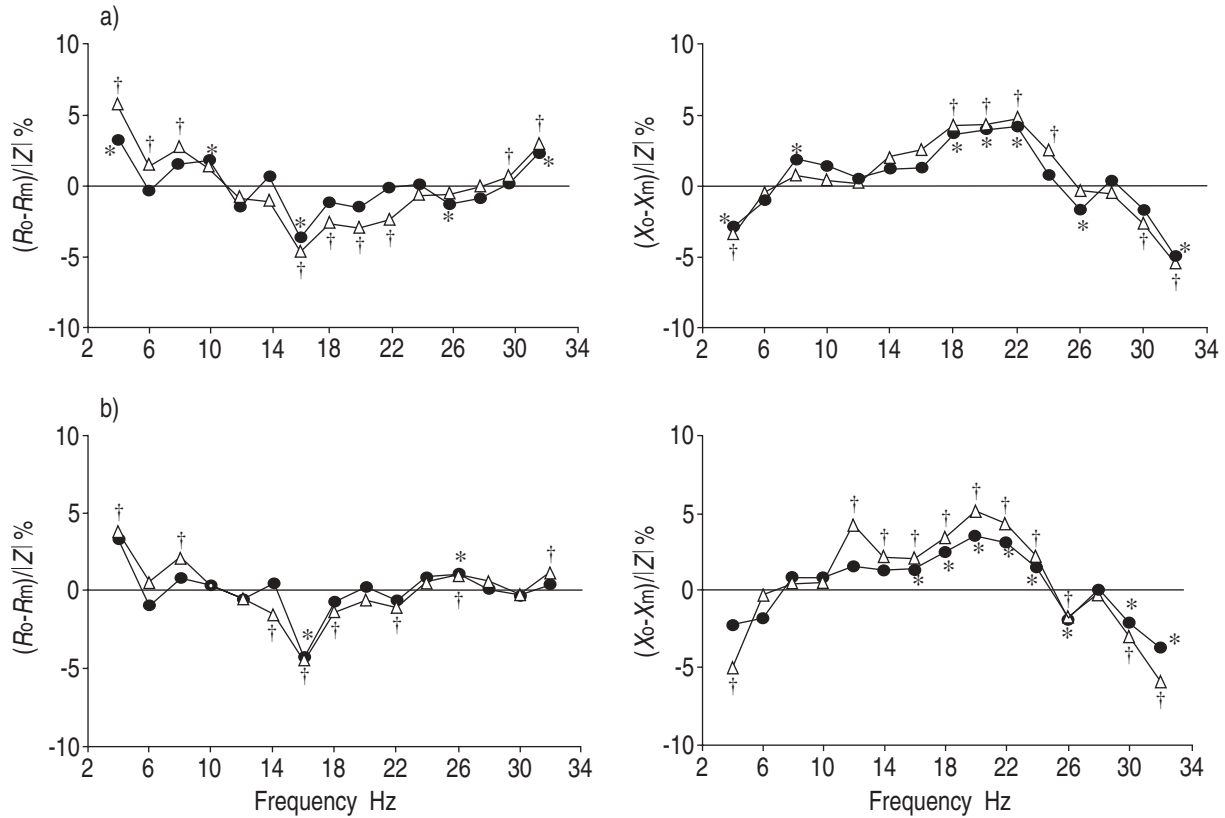 a)
10
5
0
-5
-10
(Ro-Rm)/|Z| %
2 6 10 14 18 22 26 30 34
† † † * * * † † † † * † † *
10
5
0
-5
-10
(Xo-Xm)/|Z| %
2 6 10 14 18 22 26 30 34
* † * † † † † * * * * † * †
b)
10
5
0
-5
-10
(Ro-Rm)/|Z| %
2 6 10 14 18 22 26 30 34
Frequency Hz
† † † * † † † * † †
10
5
0
-5
-10
(Xo-Xm)/|Z| %
2 6 10 14 18 22 26 30 34
Frequency Hz
† † † † † † † † * * * * * † * * † * †